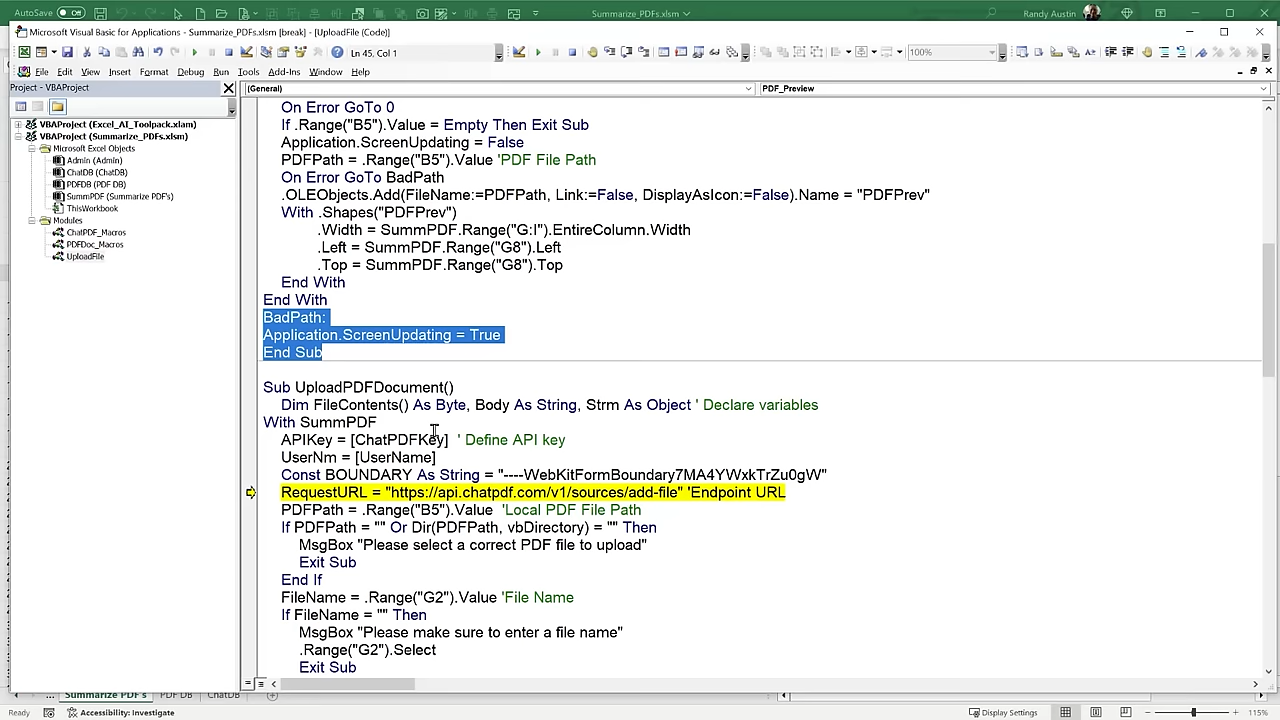 AutoSave Off Summarize_PDFs.xlsm Randy Austin
Microsoft Visual Basic for Applications - Summarize_PDFs.xlsm [break] - [UploadFile (Code)]
Ln 45, Col 1 100%
File Edit View Insert Format Debug Run Tools Add-Ins Window Help
Project - VBAProject
(General) PDF_Preview
VBAProject (Excel_AI_Toolpack.xlam)
VBAProject (Summarize_PDFs.xlsm)
Microsoft Excel Objects
Admin (Admin)
ChatDB (ChatDB)
PDFDB (PDF DB)
SummPDF (Summarize PDF's)
ThisWorkbook
Modules
ChatPDF_Macros
PDFDoc_Macros
UploadFile
On Error GoTo 0
If .Range("B5").Value = Empty Then Exit Sub
Application.ScreenUpdating = False
PDFPath = .Range("B5").Value 'PDF File Path
On Error GoTo BadPath
.OLEObjects.Add(FileName:=PDFPath, Link:=False, DisplayAsIcon:=False).Name = "PDFPrev"
With .Shapes("PDFPrev")
.Width = SummPDF.Range("G:I").EntireColumn.Width
.Left = SummPDF.Range("G8").Left
.Top = SummPDF.Range("G8").Top
End With
End With
BadPath:
Application.ScreenUpdating = True
End Sub
Sub UploadPDFDocument()
Dim FileContents() As Byte, Body As String, Strm As Object ' Declare variables
With SummPDF
APIKey = [ChatPDFKey] ' Define API key
UserNm = [UserName]
Const BOUNDARY As String = "----WebKitFormBoundary7MA4YWxkTrZu0gW"
RequestURL = "https://api.chatpdf.com/v1/sources/add-file" 'Endpoint URL
PDFPath = .Range("B5").Value 'Local PDF File Path
If PDFPath = "" Or Dir(PDFPath, vbDirectory) = "" Then
MsgBox "Please select a correct PDF file to upload"
Exit Sub
End If
FileName = .Range("G2").Value 'File Name
If FileName = "" Then
MsgBox "Please make sure to enter a file name"
.Range("G2").Select
Exit Sub
... Summarize PDF's PDF DB ChatDB
Ready Accessibility: Investigate Display Settings 115%